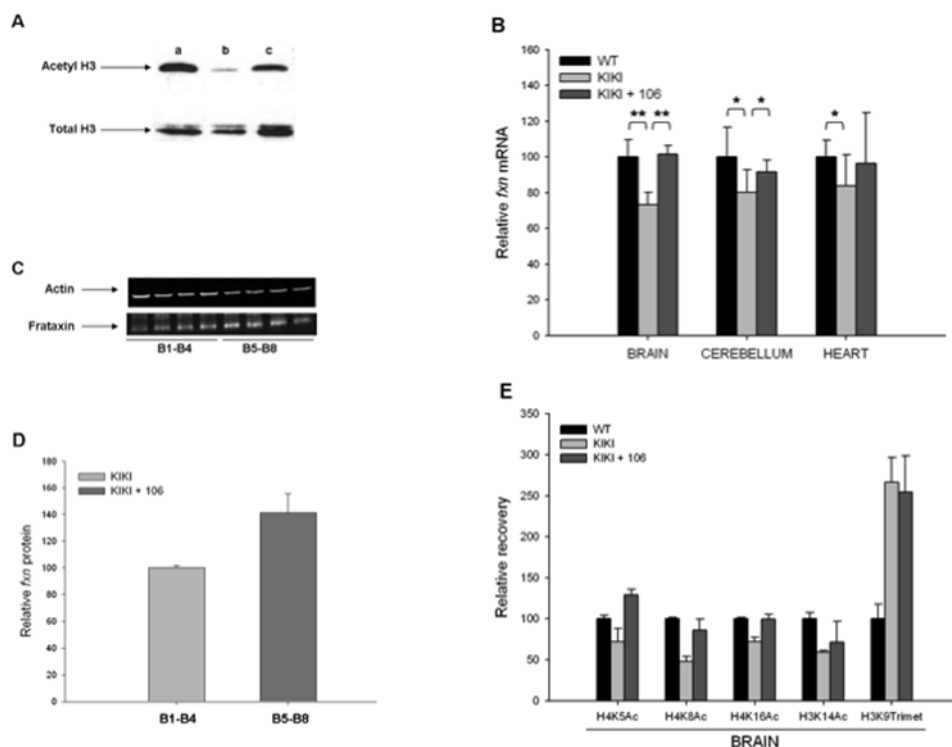 A
a b c
Acetyl H3
Total H3
B
WT
KIKI
KIKI + 106
Relative fxn mRNA
160
140
120
100
80
60
40
20
0
** **
* *
*
BRAIN CEREBELLUM HEART
C
Actin
Frataxin
B1-B4 B5-B8
D
KIKI
KIKI + 106
Relative fxn protein
180
160
140
120
100
80
60
40
20
0
B1-B4 B5-B8
E
WT
KIKI
KIKI + 106
Relative recovery
350
300
250
200
150
100
50
0
H4K5Ac H4K8Ac H4K16Ac H3K14Ac H3K9Trimet
BRAIN